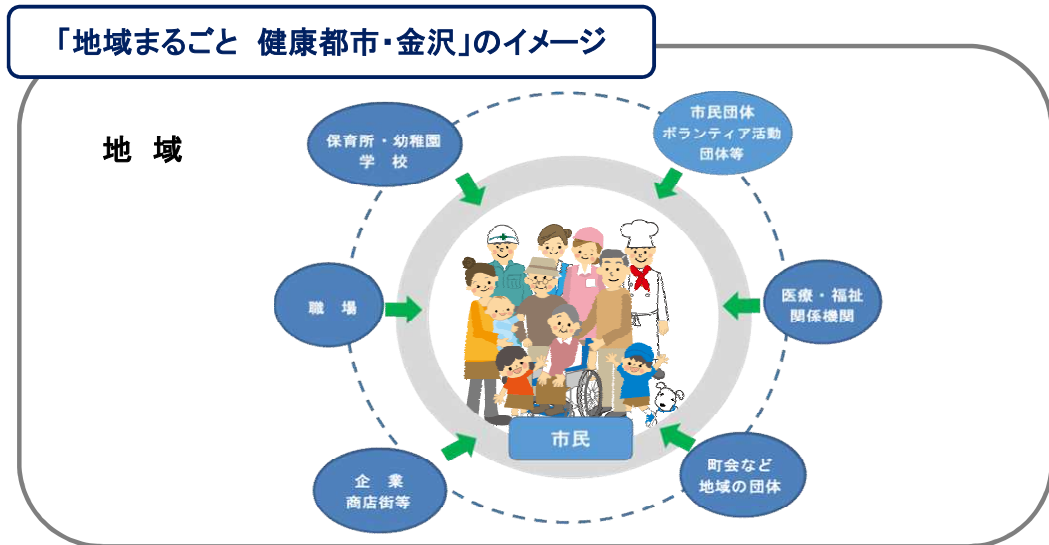 「地域まるごと 健康都市・金沢」のイメージ
地 域
保育所・幼稚園
学 校
市民団体
ボランティア活動
団体等
職 場
医療・福祉
関係機関
市民
企 業
商店街等
町会など
地域の団体